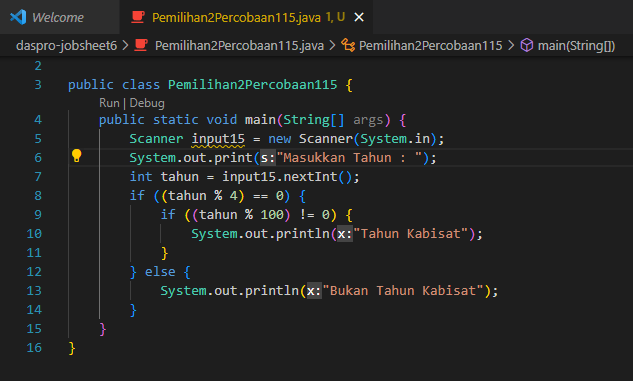 Welcome
Pemilihan2Percobaan115.java 1, U
daspro-jobsheet6 > Pemilihan2Percobaan115.java > Pemilihan2Percobaan115 > main(String[])
2
3 public class Pemilihan2Percobaan115 {
Run | Debug
4 public static void main(String[] args) {
5 Scanner input15 = new Scanner(System.in);
6 System.out.print(s:"Masukkan Tahun : ");
7 int tahun = input15.nextInt();
8 if ((tahun % 4) == 0) {
9 if ((tahun % 100) != 0) {
10 System.out.println(x:"Tahun Kabisat");
11 }
12 } else {
13 System.out.println(x:"Bukan Tahun Kabisat");
14 }
15 }
16 }